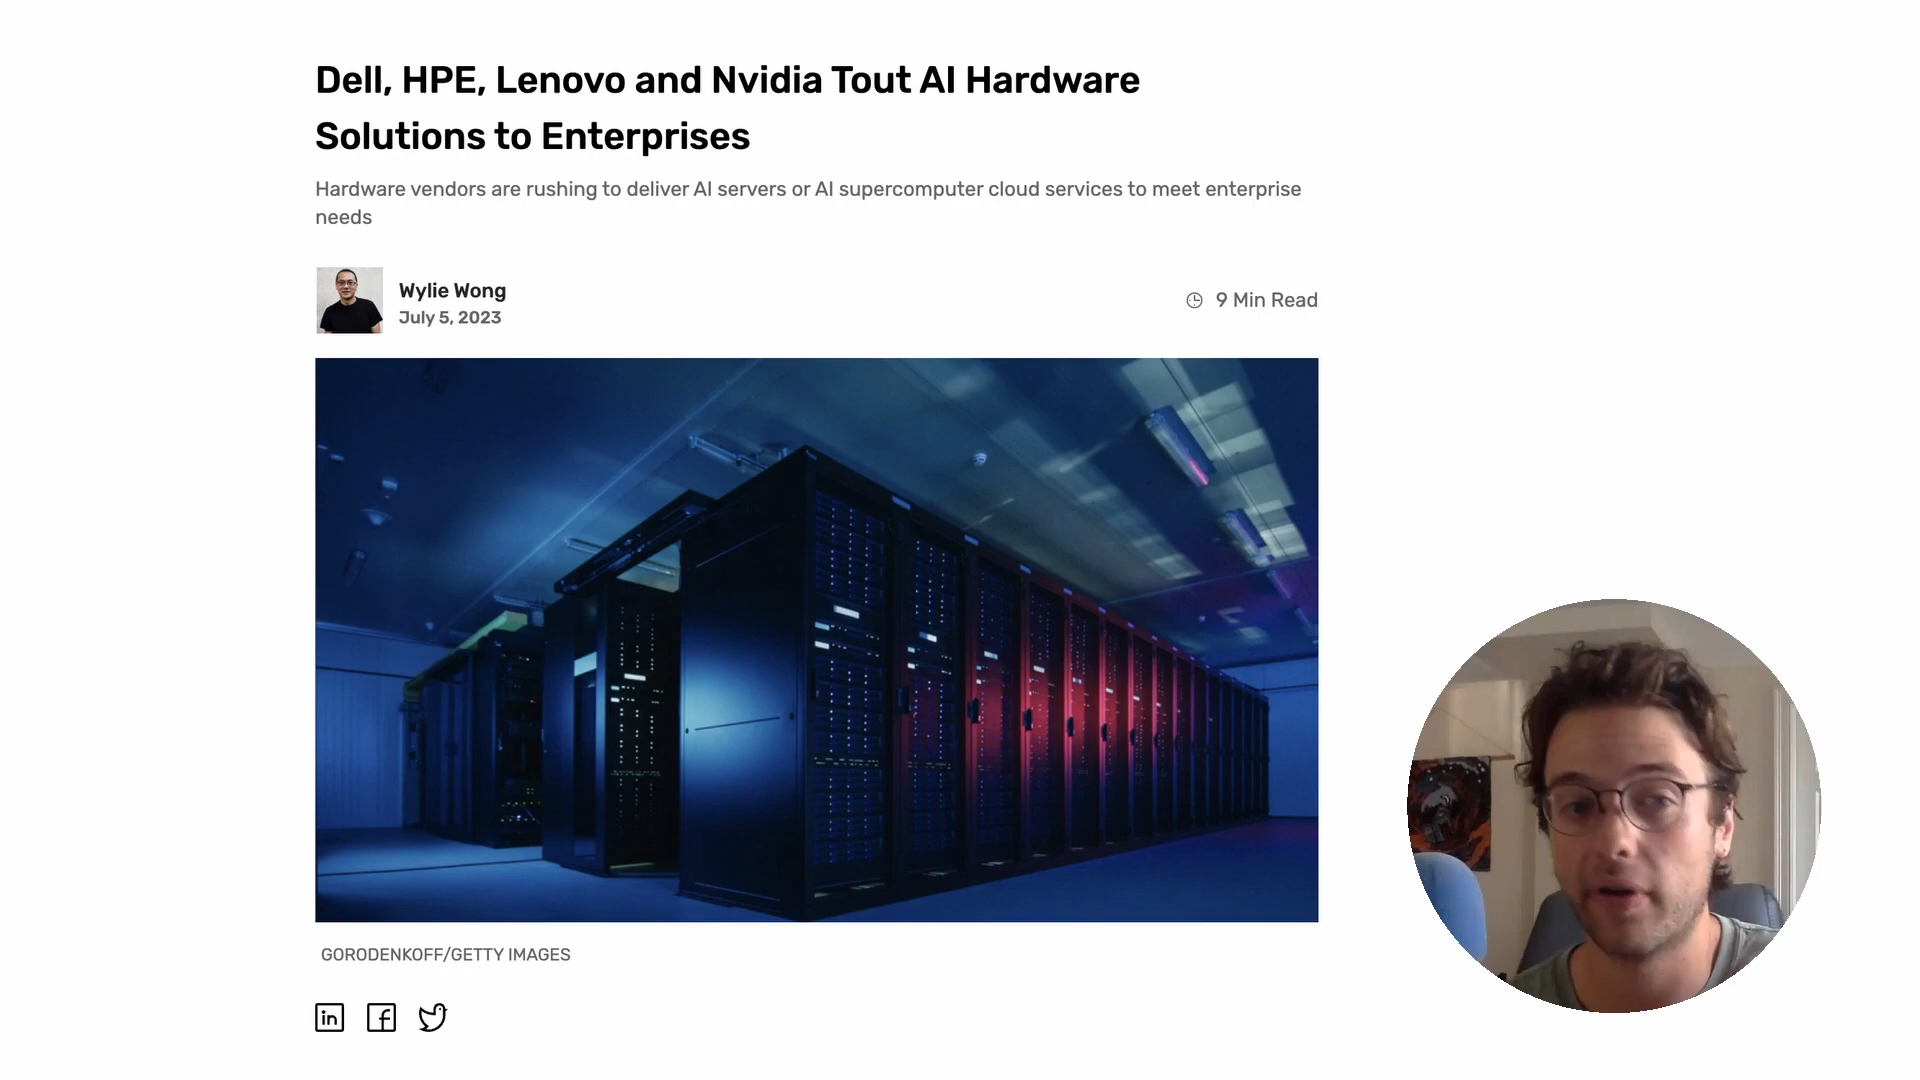 Dell, HPE, Lenovo and Nvidia Tout AI Hardware
Solutions to Enterprises
Hardware vendors are rushing to deliver AI servers or AI supercomputer cloud services to meet enterprise
needs
Wylie Wong
July 5, 2023
9 Min Read
GORODENKOFF/GETTY IMAGES
in
f